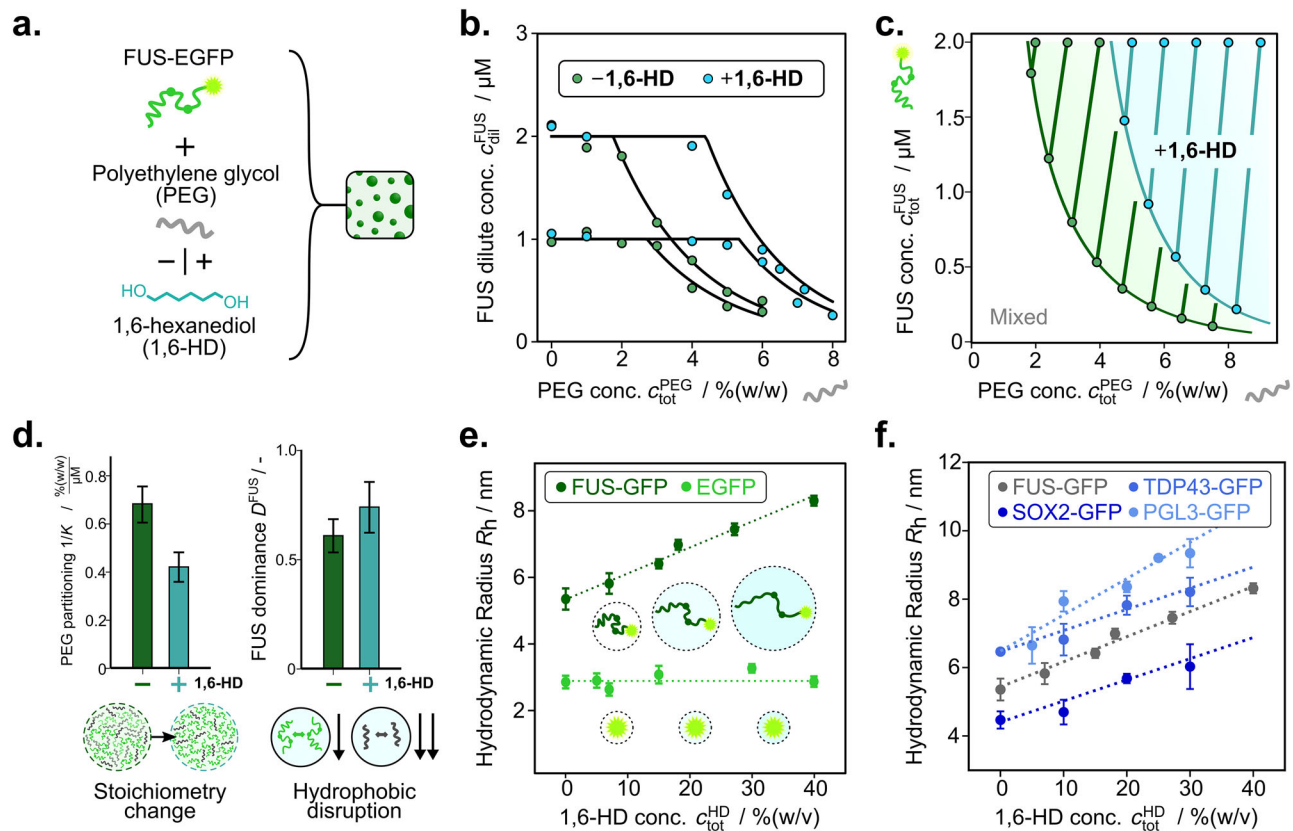 a.
FUS-EGFP
+
Polyethylene glycol
(PEG)
− | +
HO OH
1,6-hexanediol
(1,6-HD)
b.
FUS dilute conc. c_dil^FUS / μM
3
2
1
0
−1,6-HD +1,6-HD
0 2 4 6 8
PEG conc. c_tot^PEG / %(w/w)
c.
FUS conc. c_tot^FUS / μM
2.0
1.5
1.0
0.5
0
+1,6-HD
Mixed
0 2 4 6 8
PEG conc. c_tot^PEG / %(w/w)
d.
PEG partitioning 1/K / %(w/w)/μM
0.8
0.6
0.4
0.2
0
− + 1,6-HD
Stoichiometry
change
FUS dominance D^FUS / -
1.0
0.5
0
− + 1,6-HD
Hydrophobic
disruption
e.
Hydrodynamic Radius R_h / nm
8
6
4
2
FUS-GFP EGFP
0 10 20 30 40
1,6-HD conc. c_tot^HD / %(w/v)
f.
Hydrodynamic Radius R_h / nm
12
10
8
6
4
FUS-GFP TDP43-GFP
SOX2-GFP PGL3-GFP
0 10 20 30 40
1,6-HD conc. c_tot^HD / %(w/v)